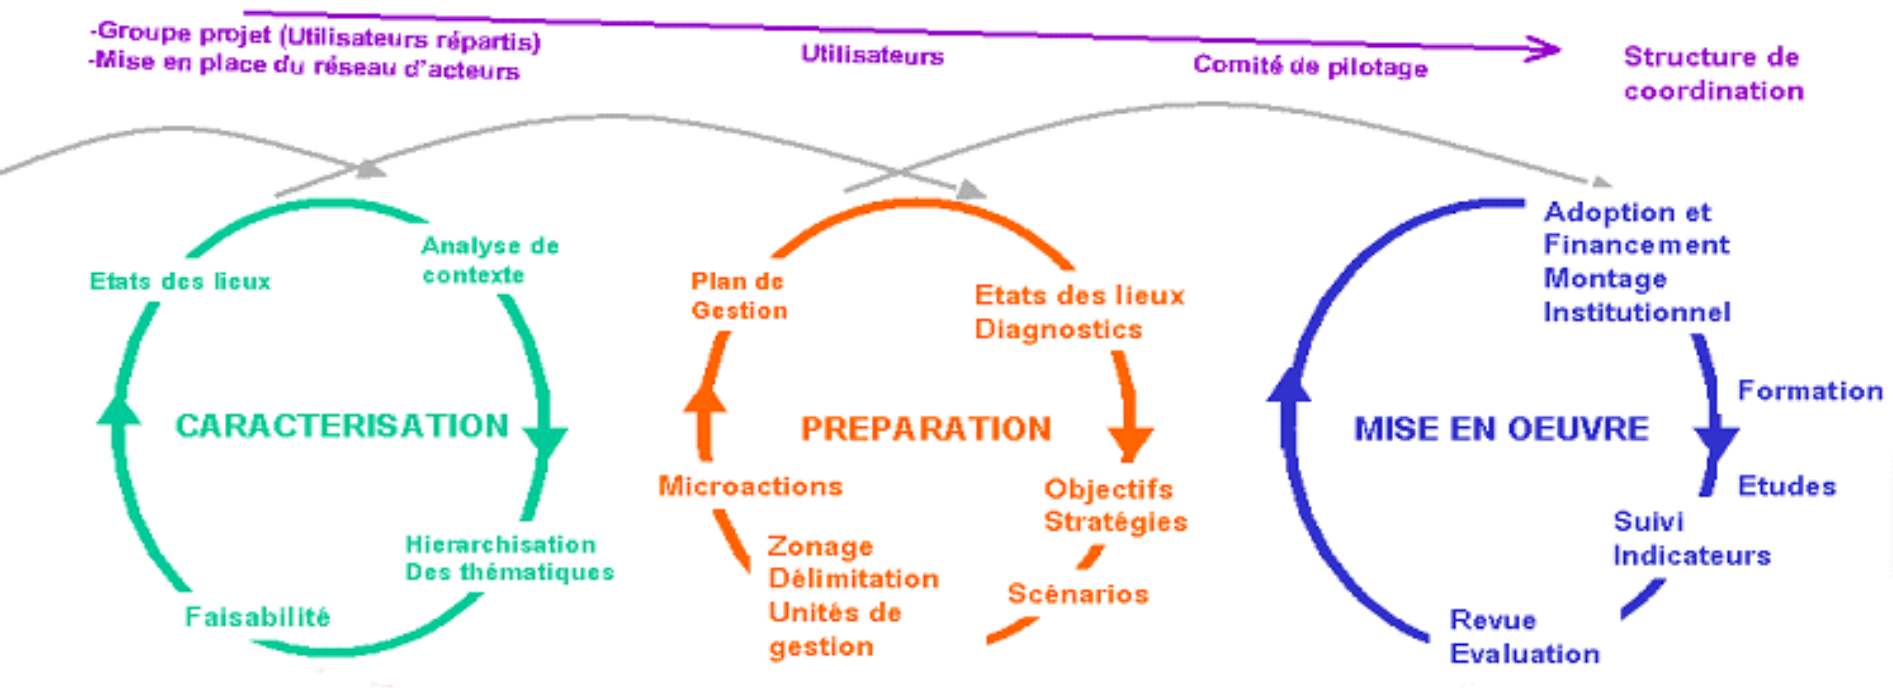 -Groupe projet (Utilisateurs répartis)
-Mise en place du réseau d'acteurs
Utilisateurs
Comité de pilotage
Structure de
coordination
Etats des lieux
Analyse de
contexte
CARACTERISATION
Hierarchisation
Des thématiques
Faisabilité
Plan de
Gestion
Etats des lieux
Diagnostics
PREPARATION
Microactions
Objectifs
Stratégies
Zonage
Délimitation
Unités de
gestion
Scénarios
Adoption et
Financement
Montage
Institutionnel
Formation
MISE EN OEUVRE
Etudes
Suivi
Indicateurs
Revue
Evaluation